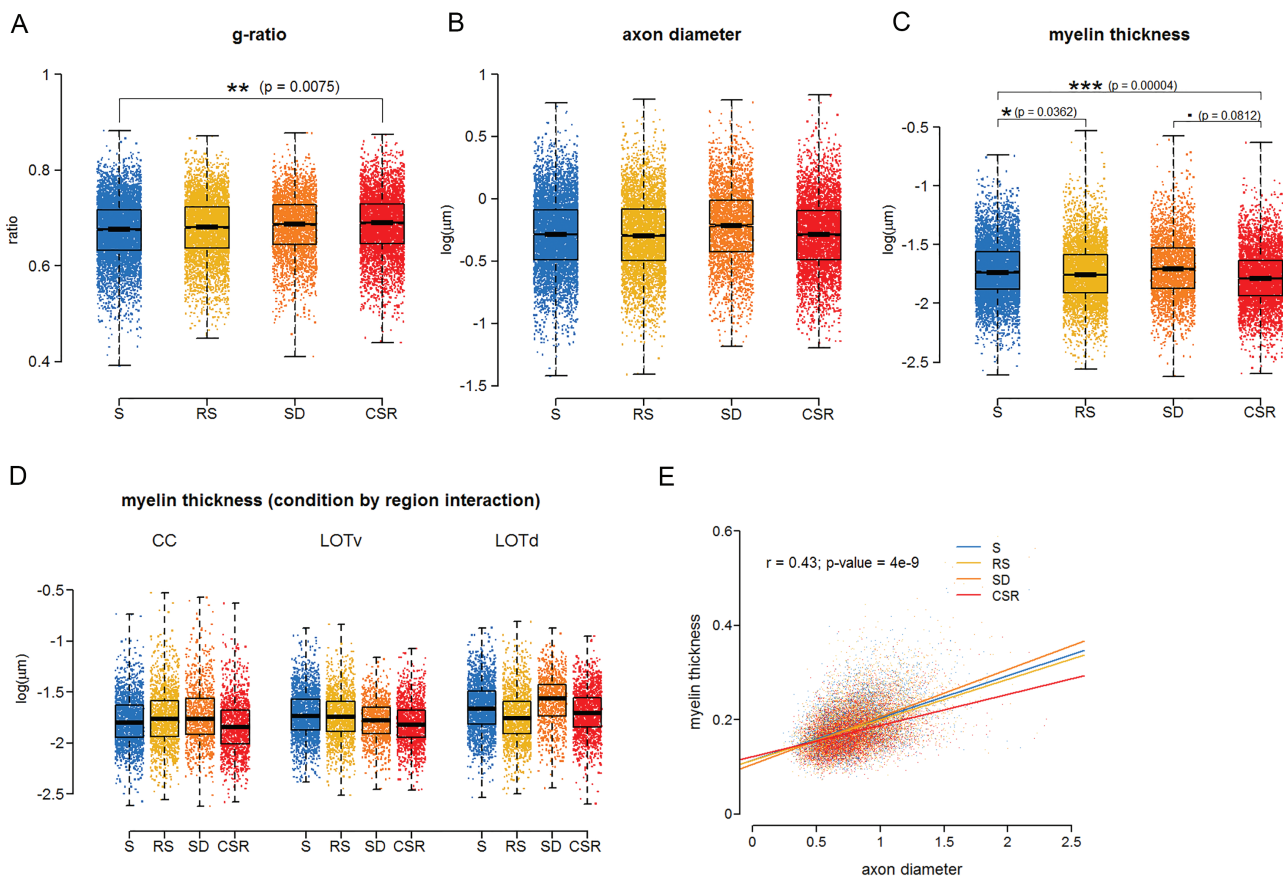 A
g-ratio
ratio
1
0.8
0.6
0.4
** (p = 0.0075)
S RS SD CSR
B
axon diameter
log(μm)
1
0.5
0
-0.5
-1
-1.5
S RS SD CSR
C
myelin thickness
*** (p = 0.00004)
* (p = 0.0362)
(p = 0.0812)
log(μm)
-0.5
-1
-1.5
-2
-2.5
S RS SD CSR
D
myelin thickness (condition by region interaction)
CC LOTv LOTd
log(μm)
-0.5
-1
-1.5
-2
-2.5
S RS SD CSR S RS SD CSR S RS SD CSR
E
r = 0.43; p-value = 4e-9
S
RS
SD
CSR
myelin thickness
0.6
0.4
0.2
0
0 0.5 1 1.5 2 2.5
axon diameter